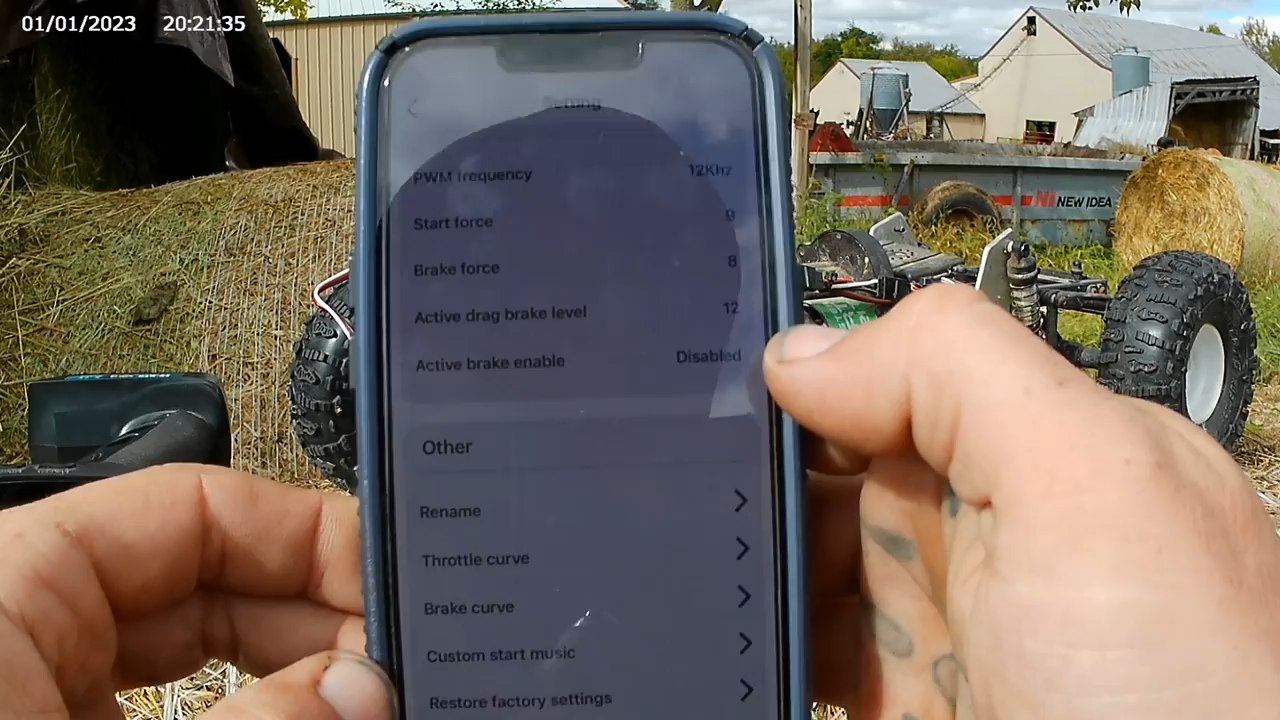 01/01/2023 20:21:35
Setting
PWM frequency 12Khz
Start force 9
Brake force 8
Active drag brake level 12
Active brake enable Disabled
Other
Rename
Throttle curve
Brake curve
Custom start music
Restore factory settings
NEW IDEA